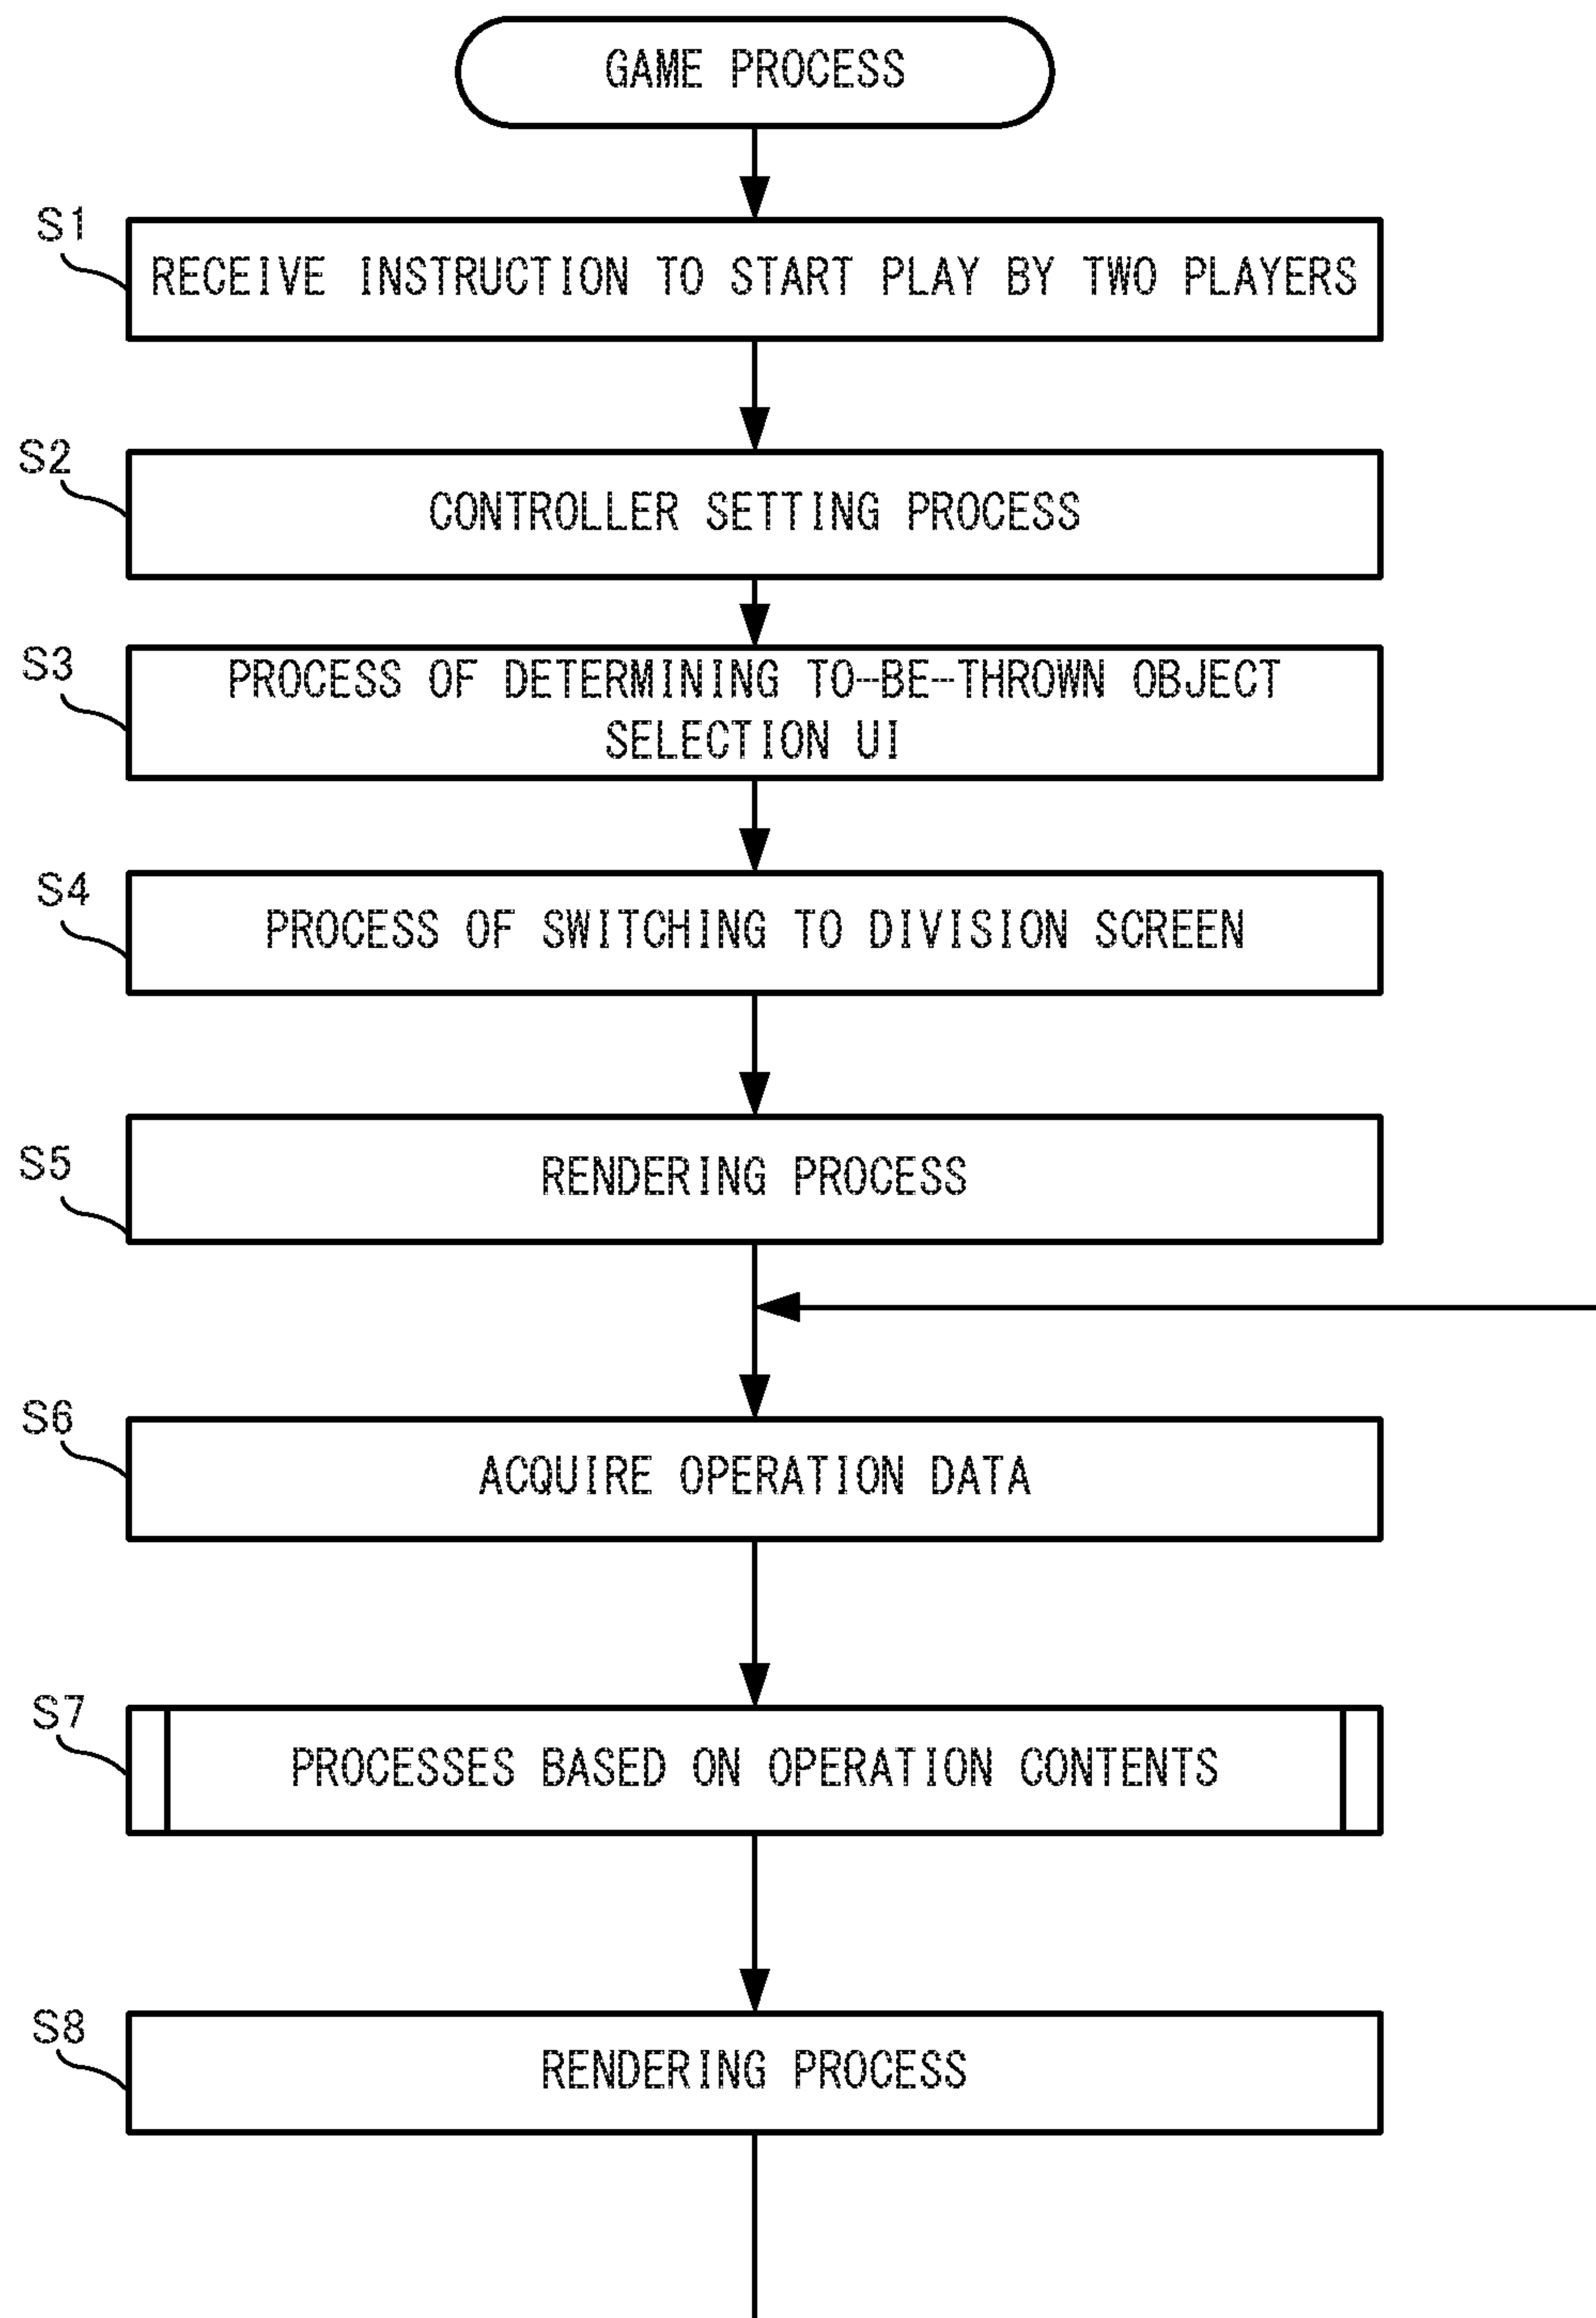 GAME PROCESS
S1
RECEIVE INSTRUCTION TO START PLAY BY TWO PLAYERS
S2
CONTROLLER SETTING PROCESS
S3
PROCESS OF DETERMINING TO-BE-THROWN OBJECT
SELECTION UI
S4
PROCESS OF SWITCHING TO DIVISION SCREEN
S5
RENDERING PROCESS
S6
ACQUIRE OPERATION DATA
S7
PROCESSES BASED ON OPERATION CONTENTS
S8
RENDERING PROCESS